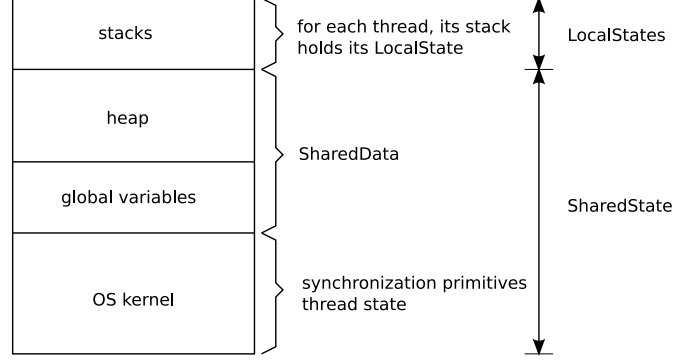 stacks
for each thread, its stack
holds its LocalState
LocalStates
heap
SharedData
global variables
SharedState
OS kernel
synchronization primitives
thread state